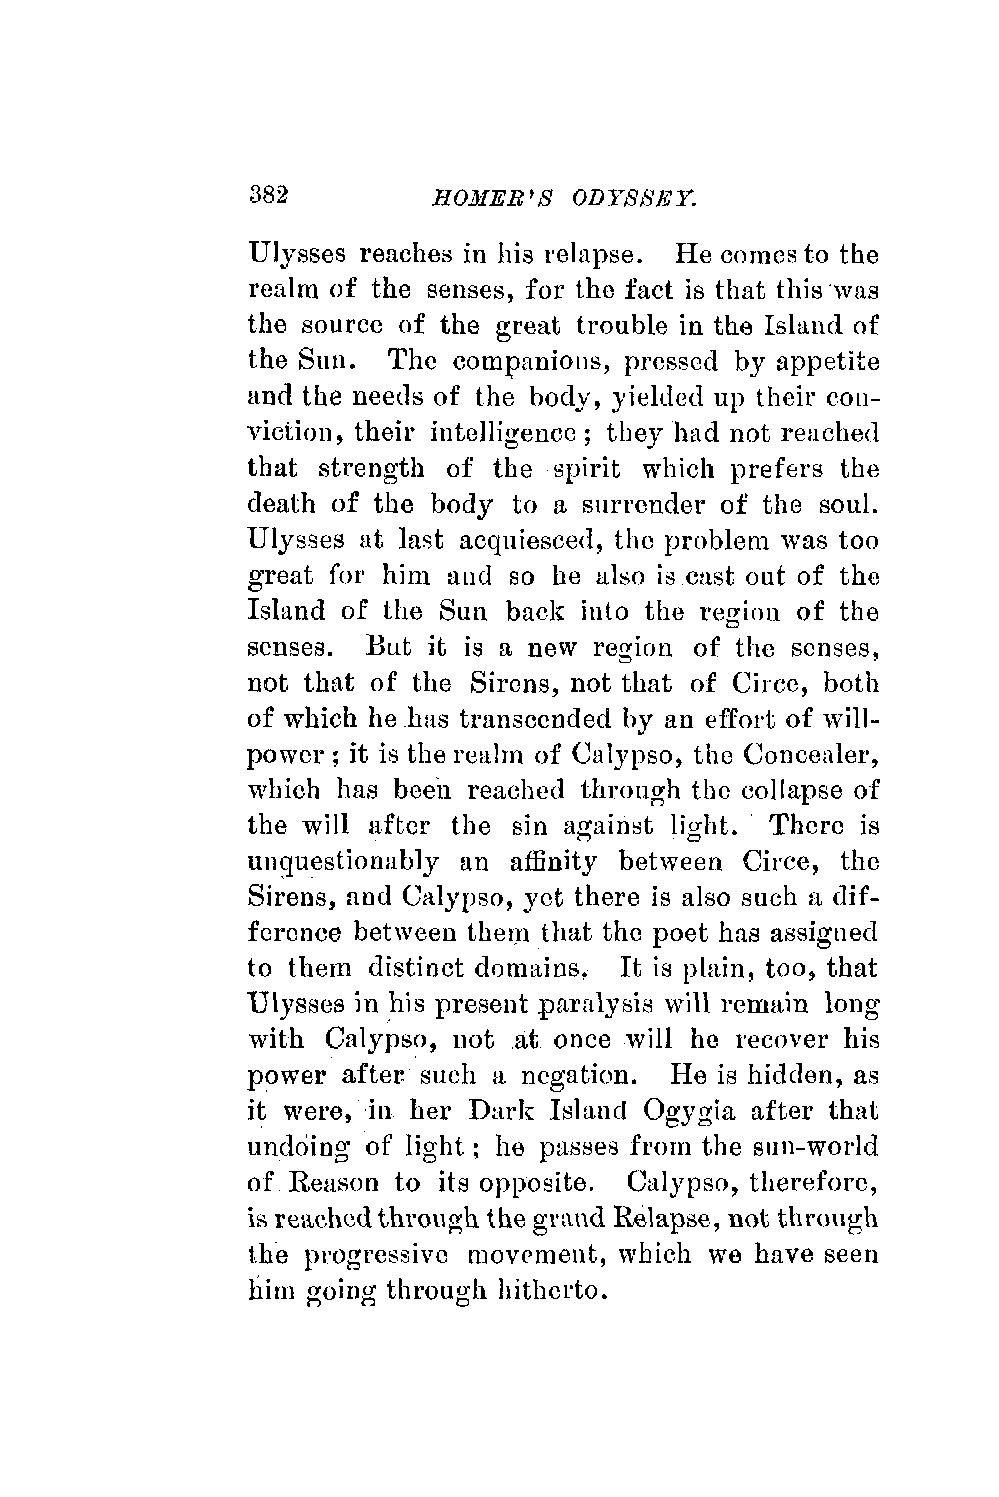 382 HOMER'S ODYSSEY.
Ulysses reaches in his relapse. He comes to the
realm of the senses, for the fact is that this was
the source of the great trouble in the Island of
the Sun. The companions, pressed by appetite
and the needs of the body, yielded up their con-
viction, their intelligence; they had not reached
that strength of the spirit which prefers the
death of the body to a surrender of the soul.
Ulysses at last acquiesced, the problem was too
great for him and so he also is cast out of the
Island of the Sun back into the region of the
senses. But it is a new region of the senses,
not that of the Sirens, not that of Circe, both
of which he has transcended by an effort of will-
power; it is the realm of Calypso, the Concealer,
which has been reached through the collapse of
the will after the sin against light. There is
unquestionably an affinity between Circe, the
Sirens, and Calypso, yet there is also such a dif-
ference between them that the poet has assigned
to them distinct domains. It is plain, too, that
Ulysses in his present paralysis will remain long
with Calypso, not at once will he recover his
power after such a negation. He is hidden, as
it were, in her Dark Island Ogygia after that
undoing of light; he passes from the sun-world
of Reason to its opposite. Calypso, therefore,
is reached through the grand Relapse, not through
the progressive movement, which we have seen
him going through hitherto.